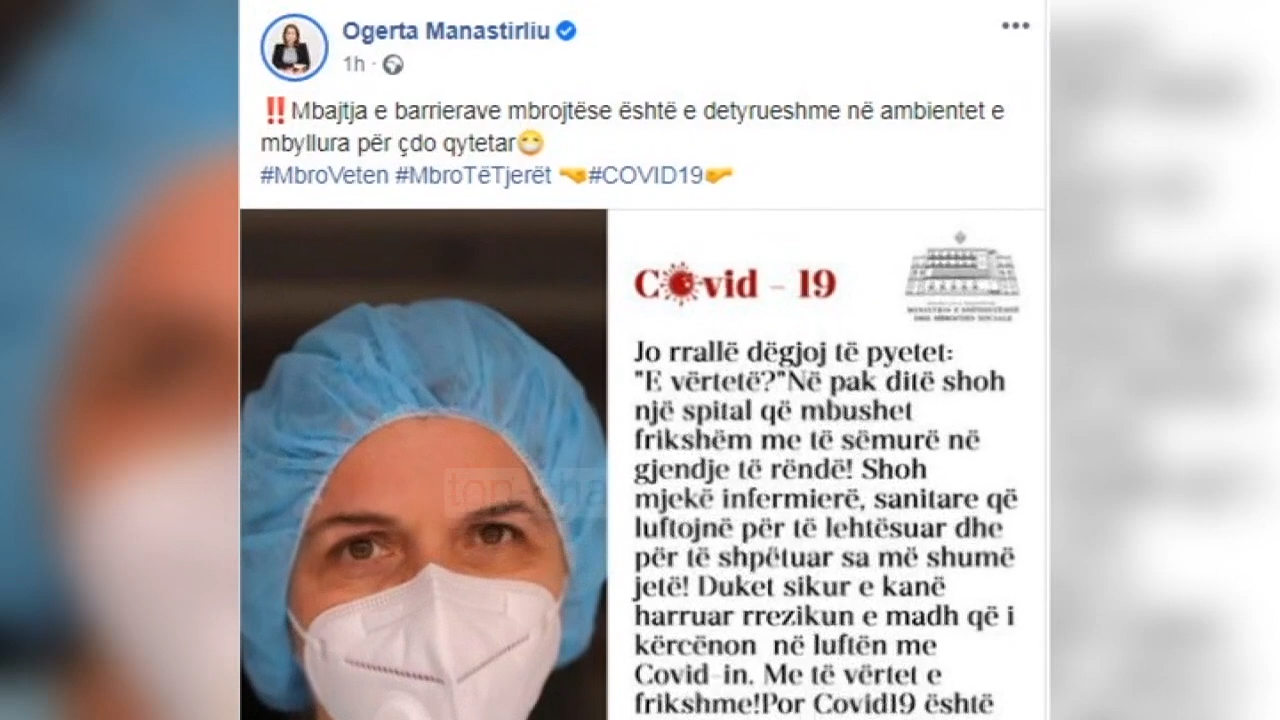 Ogerta Manastirliu
1h
‼️Mbajtja e barrierave mbrojtëse është e detyrueshme në ambientet e
mbyllura për çdo qytetar😷
#MbroVeten #MbroTëTjerët 🤜#COVID19🤛
Covid - 19
Jo rrallë dëgjoj të pyetet:
"E vërtetë?"Në pak ditë shoh
një spital që mbushet
frikshëm me të sëmurë në
gjendje të rëndë! Shoh
mjekë infermierë, sanitare që
luftojnë për të lehtësuar dhe
për të shpëtuar sa më shumë
jetë! Duket sikur e kanë
harruar rrezikun e madh që i
kërcënon në luftën me
Covid-in. Me të vërtet e
frikshme!Por Covid19 është